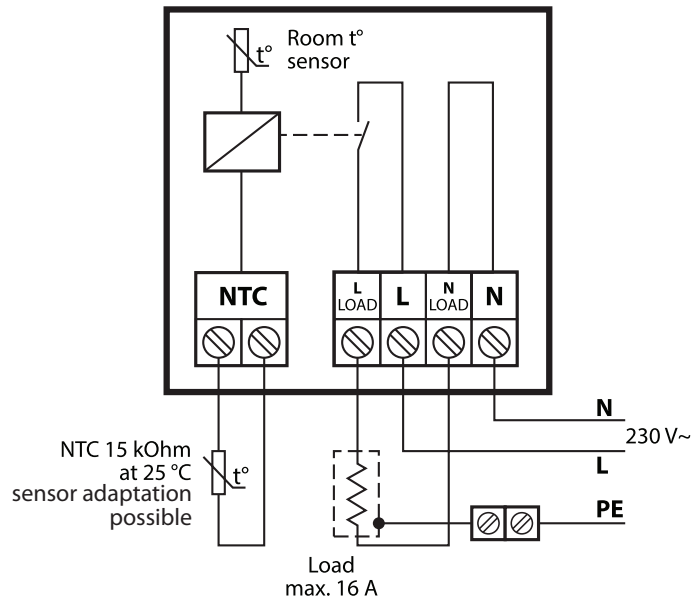 Room t°
sensor
t°
NTC
L
LOAD
L
N
LOAD
N
N
230 V~
L
PE
NTC 15 kOhm
at 25 °C
sensor adaptation
possible
t°
Load
max. 16 A